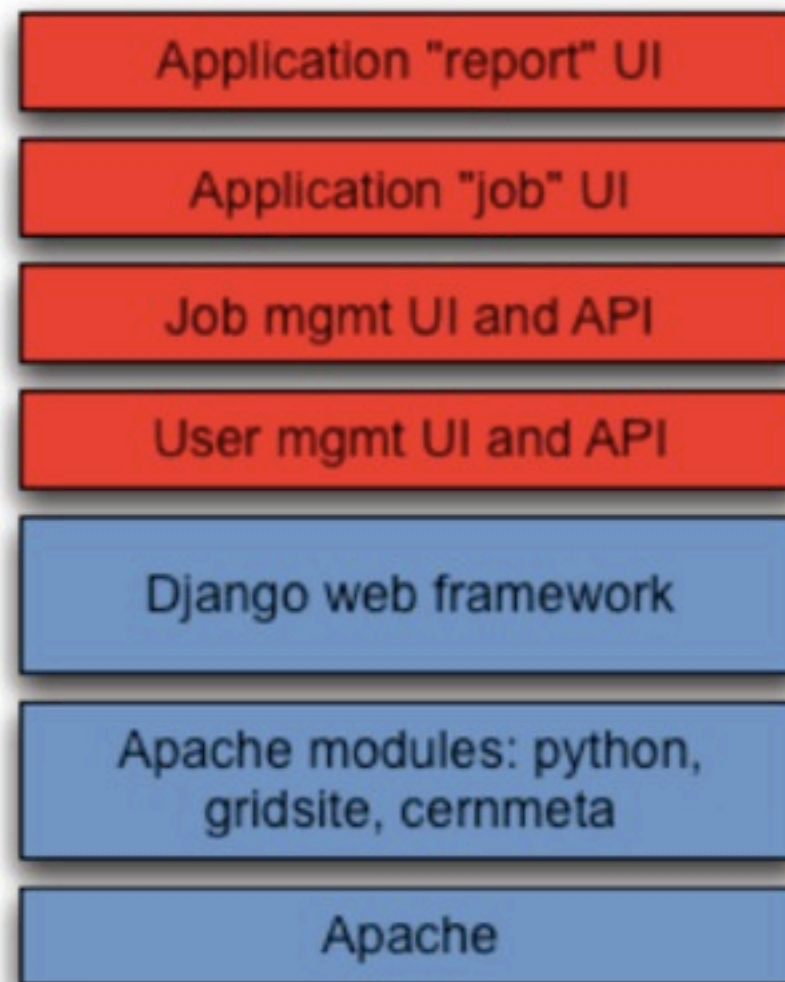 Application "report" UI
Application "job" UI
Job mgmt UI and API
User mgmt UI and API
Django web framework
Apache modules: python,
gridsite, cernmeta
Apache